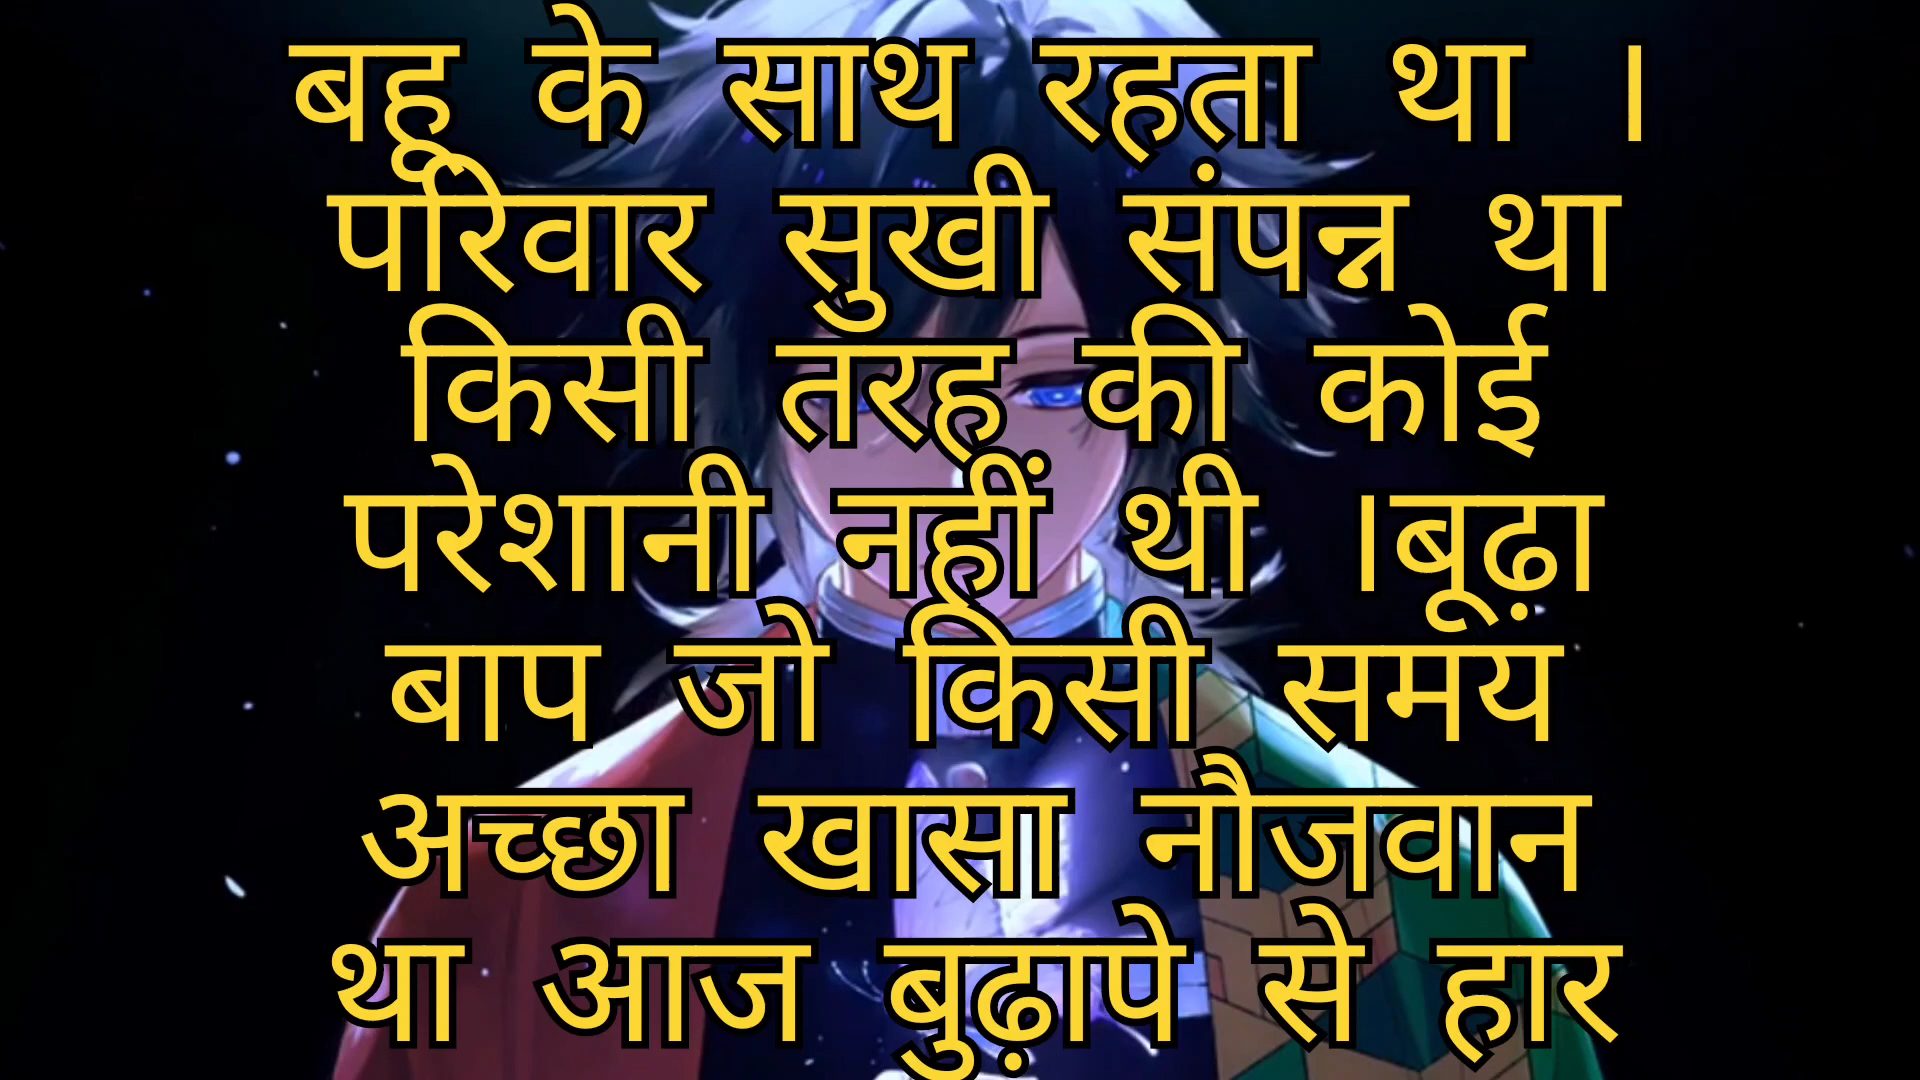 बहू के साथ रहता था ।
परिवार सुखी संपन्न था
किसी तरह की कोई
परेशानी नहीं थी ।बूढ़ा
बाप जो किसी समय
अच्छा खासा नौजवान
था आज बुढ़ापे से हार